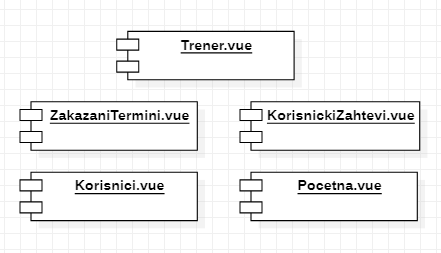 Trener.vue
ZakazaniTermini.vue
KorisnickiZahtevi.vue
Korisnici.vue
Pocetna.vue